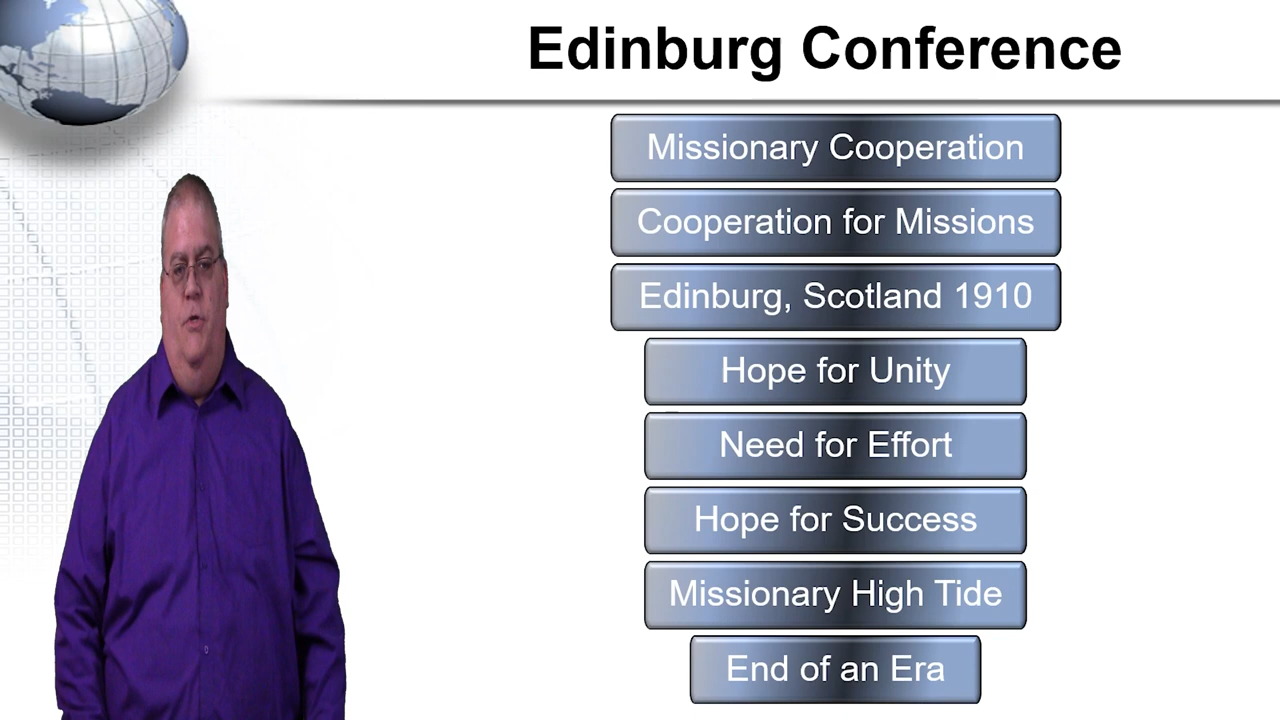 Edinburg Conference
Missionary Cooperation
Cooperation for Missions
Edinburg, Scotland 1910
Hope for Unity
Need for Effort
Hope for Success
Missionary High Tide
End of an Era